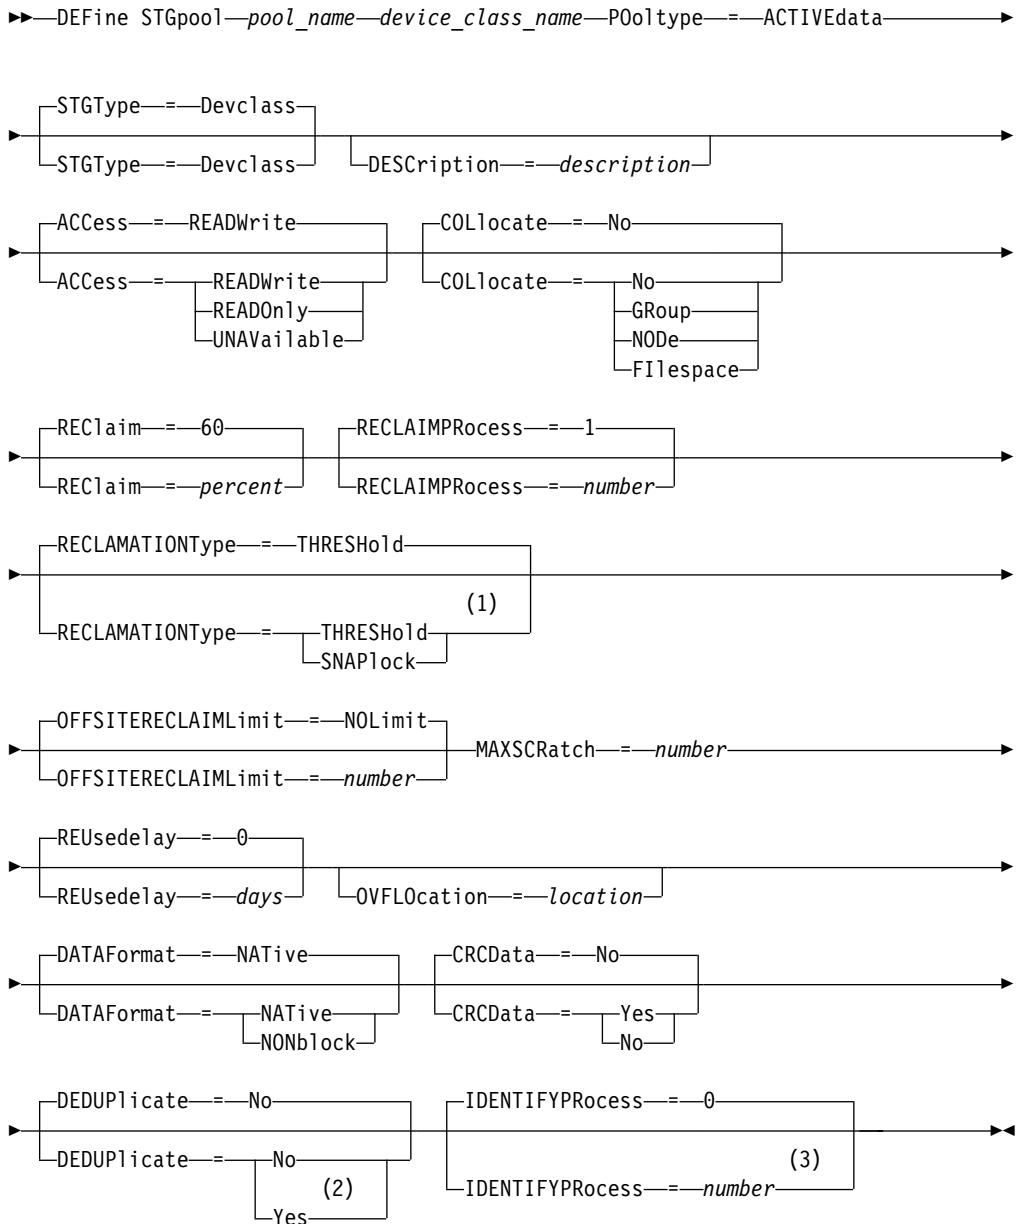 DEFine STGpool pool_name device_class_name POoltype = ACTIVEdata
STGType = Devclass
STGType = Devclass DESCription = description
ACCess = READWrite COLlocate = No
ACCess = READWrite COLlocate = No
READOnly GRoup
UNAVailable NODe
FIlespace
REClaim = 60 RECLAIMPRocess = 1
REClaim = percent RECLAIMPRocess = number
RECLAMATIONType = THRESHold
(1)
RECLAMATIONType = THRESHold
SNAPlock
OFFSITERECLAIMLimit = NOLimit
MAXSCRatch = number
OFFSITERECLAIMLimit = number
REUsedelay = 0
REUsedelay = days OVFLOcation = location
DATAFormat = NATive CRCData = No
DATAFormat = NATive CRCData = Yes
NONblock No
DEDUPlicate = No IDENTIFYPRocess = 0
DEDUPlicate = No (3)
(2) IDENTIFYPRocess = number
Yes